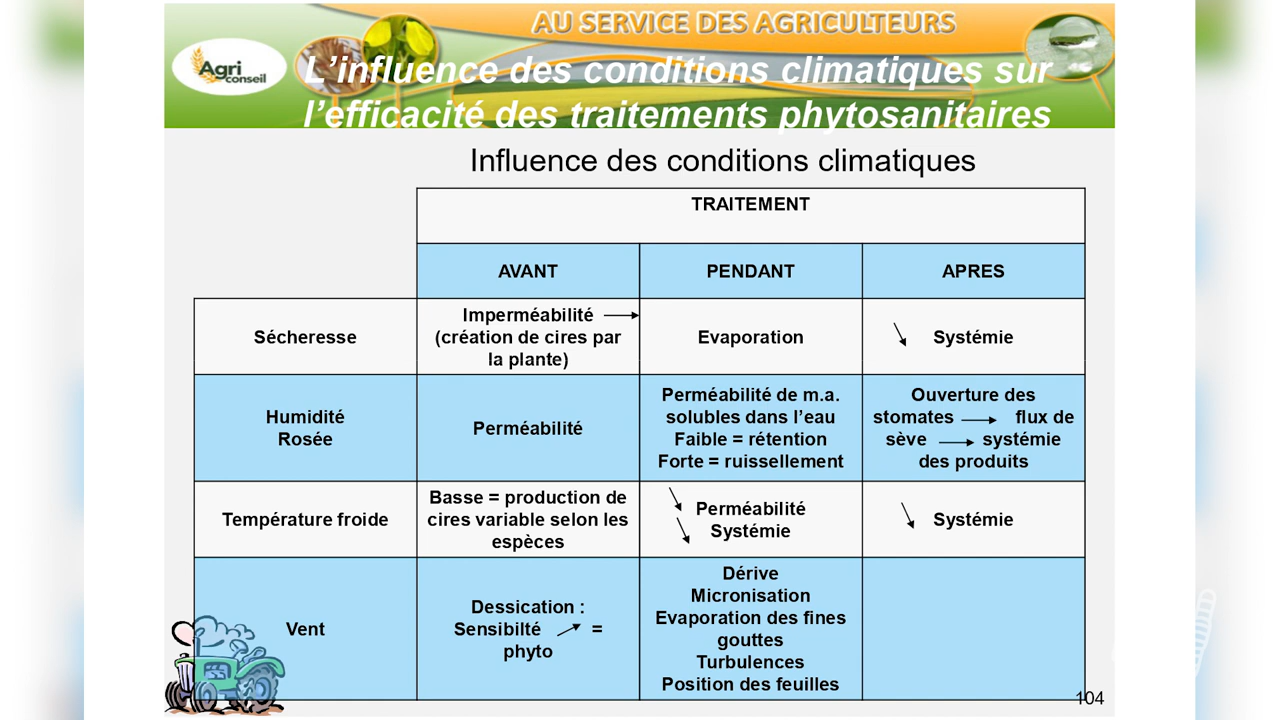 AU SERVICE DES AGRICULTEURS
Agri
conseil
L'influence des conditions climatiques sur
l'efficacité des traitements phytosanitaires
Influence des conditions climatiques
TRAITEMENT
AVANT
PENDANT
APRES
Sécheresse
Imperméabilité →
(création de cires par
la plante)
Evaporation
↘ Systémie
Humidité
Rosée
Perméabilité
Perméabilité de m.a.
solubles dans l'eau
Faible = rétention
Forte = ruissellement
Ouverture des
stomates → flux de
sève → systémie
des produits
Température froide
Basse = production de
cires variable selon les
espèces
↘ Perméabilité
↘ Systémie
↘ Systémie
Vent
Dessication :
Sensibilté ↗ =
phyto
Dérive
Micronisation
Evaporation des fines
gouttes
Turbulences
Position des feuilles
104